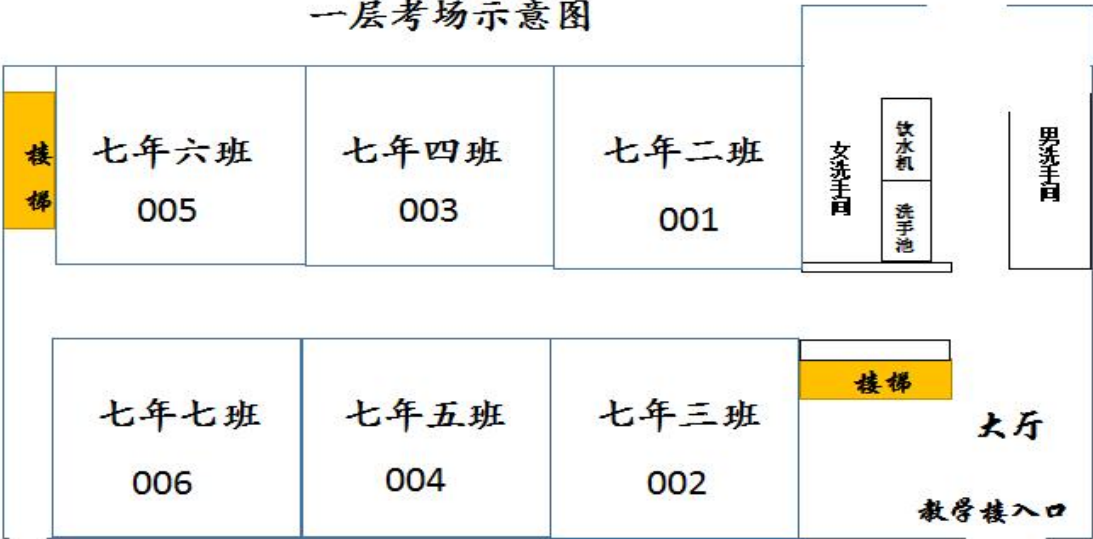 一层考场示意图
楼梯
七年六班
005
七年四班
003
七年二班
001
女洗手间
饮水机
洗手池
男洗手间
七年七班
006
七年五班
004
七年三班
002
楼梯
大厅
教学楼入口